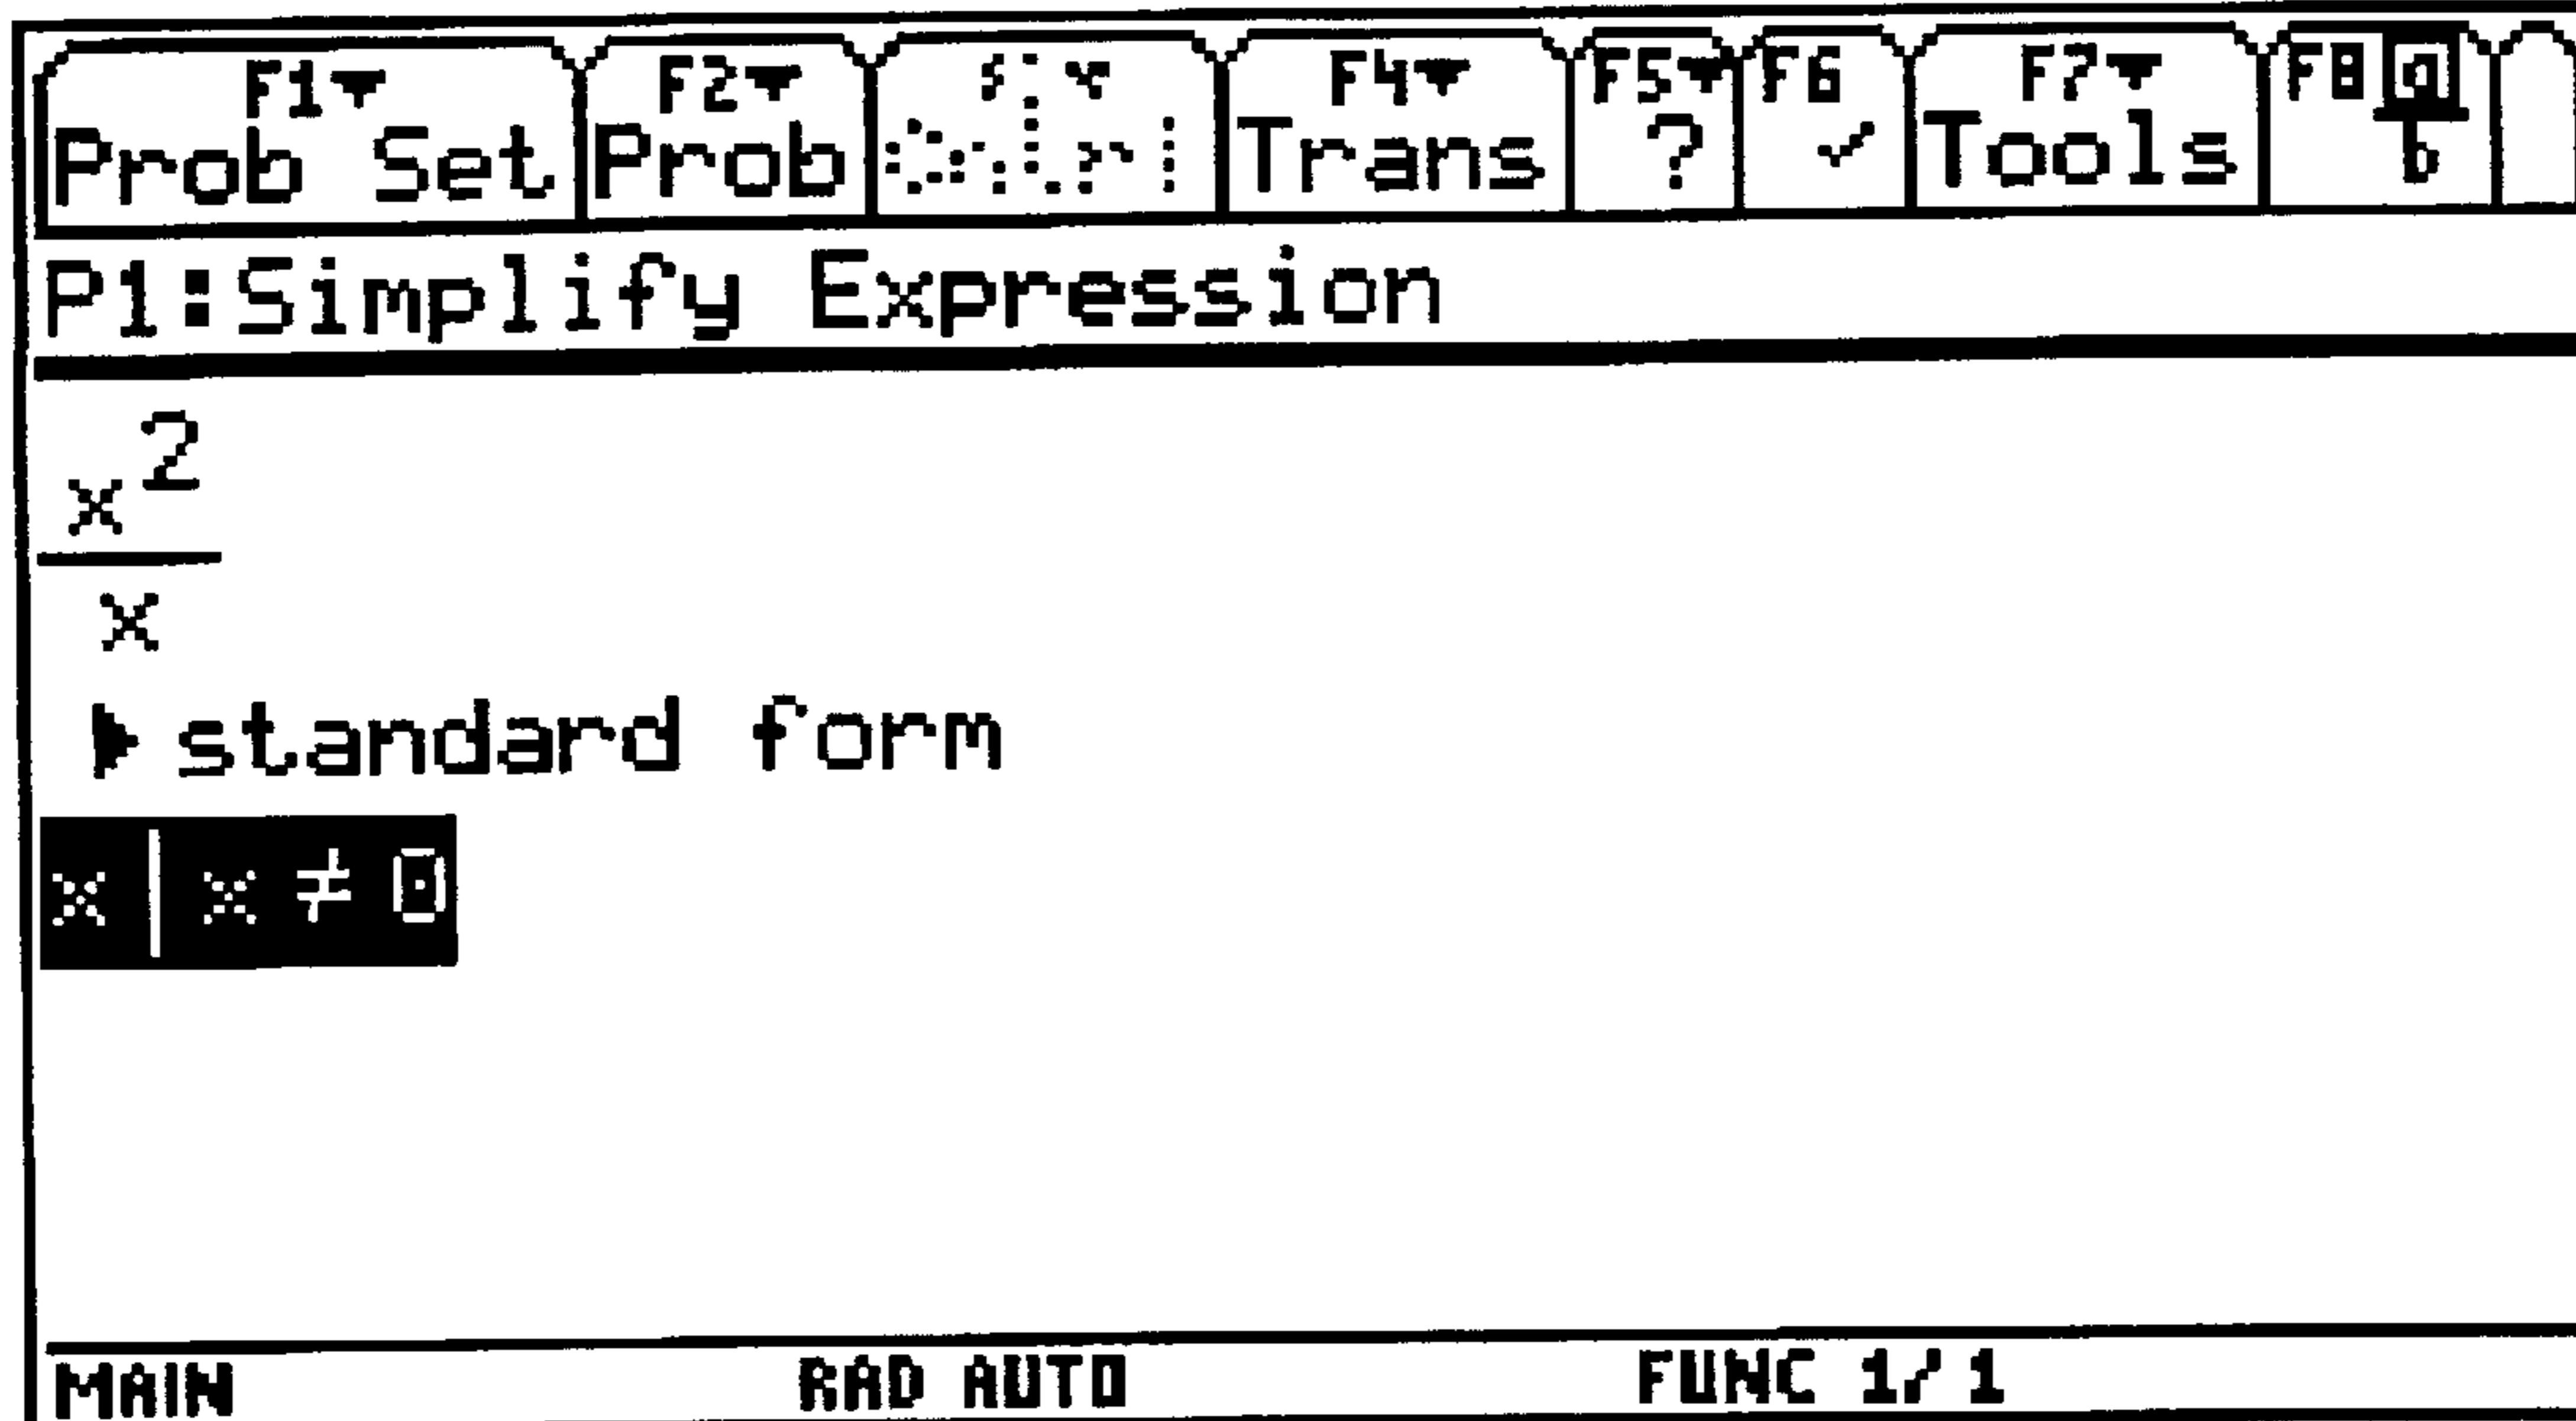 F1▼ F2▼ F4▼ F5▼ F6 F7▼ F8 a
Prob Set Prob Trans ? ✓ Tools b
P1:Simplify Expression
x²
x
▶standard form
x | x ≠ 0
MAIN RAD AUTO FUNC 1/1